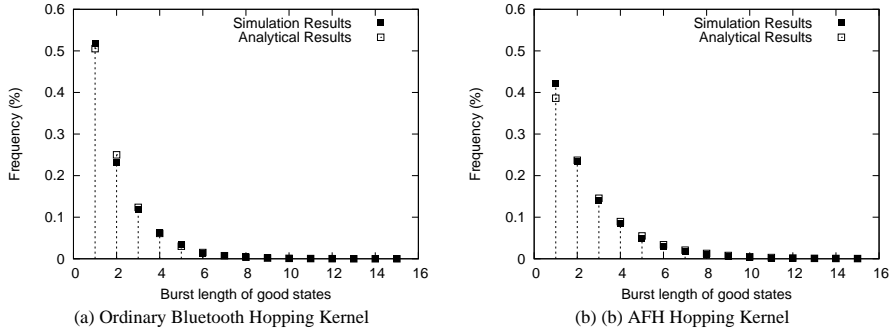 0.6
0.5
0.4
0.3
0.2
0.1
0
Frequency (%)
Simulation Results
Analytical Results
0 2 4 6 8 10 12 14 16
Burst length of good states
(a) Ordinary Bluetooth Hopping Kernel
0.6
0.5
0.4
0.3
0.2
0.1
0
Frequency (%)
Simulation Results
Analytical Results
0 2 4 6 8 10 12 14 16
Burst length of good states
(b) (b) AFH Hopping Kernel